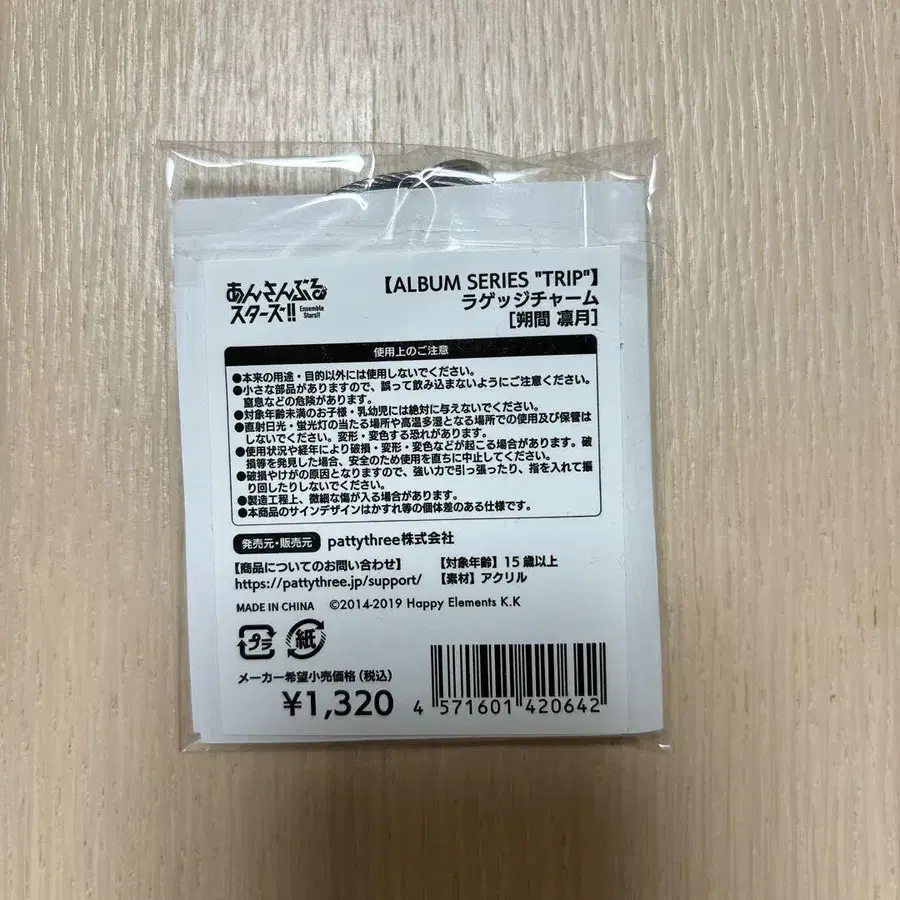 あんさんぶる
スターズ!!
Ensemble
Stars!!
【ALBUM SERIES "TRIP"】
ラゲッジチャーム
[朔間 凛月]
使用上のご注意
●本来の用途・目的以外には使用しないでください。
●小さな部品がありますので、誤って飲み込まないようにご注意ください。
窒息などの危険があります。
●対象年齢未満のお子様・乳幼児には絶対に与えないでください。
●直射日光・蛍光灯の当たる場所や高温多湿となる場所での使用及び保管は
しないでください。変形・変色する恐れがあります。
●使用状況や経年により破損・変形・変色などが起こる場合があります。破
損等を発見した場合、安全のため使用を直ちに中止してください。
●破損やけがの原因となりますので、強い力で引っ張ったり、指を入れて振
り回したりしないでください。
●製造工程上、微細な傷が入る場合があります。
●本商品のサインデザインはかすれ等の個体差のある仕様です。
発売元・販売元 pattythree株式会社
【商品についてのお問い合わせ】 【対象年齢】15歳以上
https://pattythree.jp/support/ 【素材】アクリル
MADE IN CHINA ©2014-2019 Happy Elements K.K
プラ 紙
メーカー希望小売価格(税込)
¥1,320
4 571601 420642